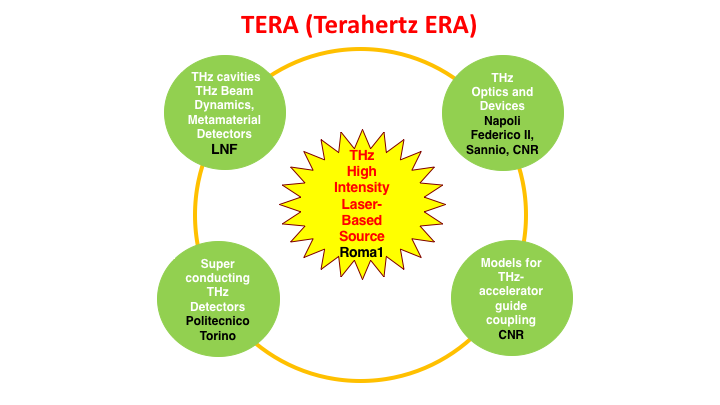 TERA (Terahertz ERA)
THz cavities
THz Beam
Dynamics,
Metamaterial
Detectors
LNF
THz
Optics and
Devices
Napoli
Federico II,
Sannio, CNR
THz
High
Intensity
Laser-
Based
Source
Roma1
Super
conducting
THz
Detectors
Politecnico
Torino
Models for
THz-
accelerator
guide
coupling
CNR